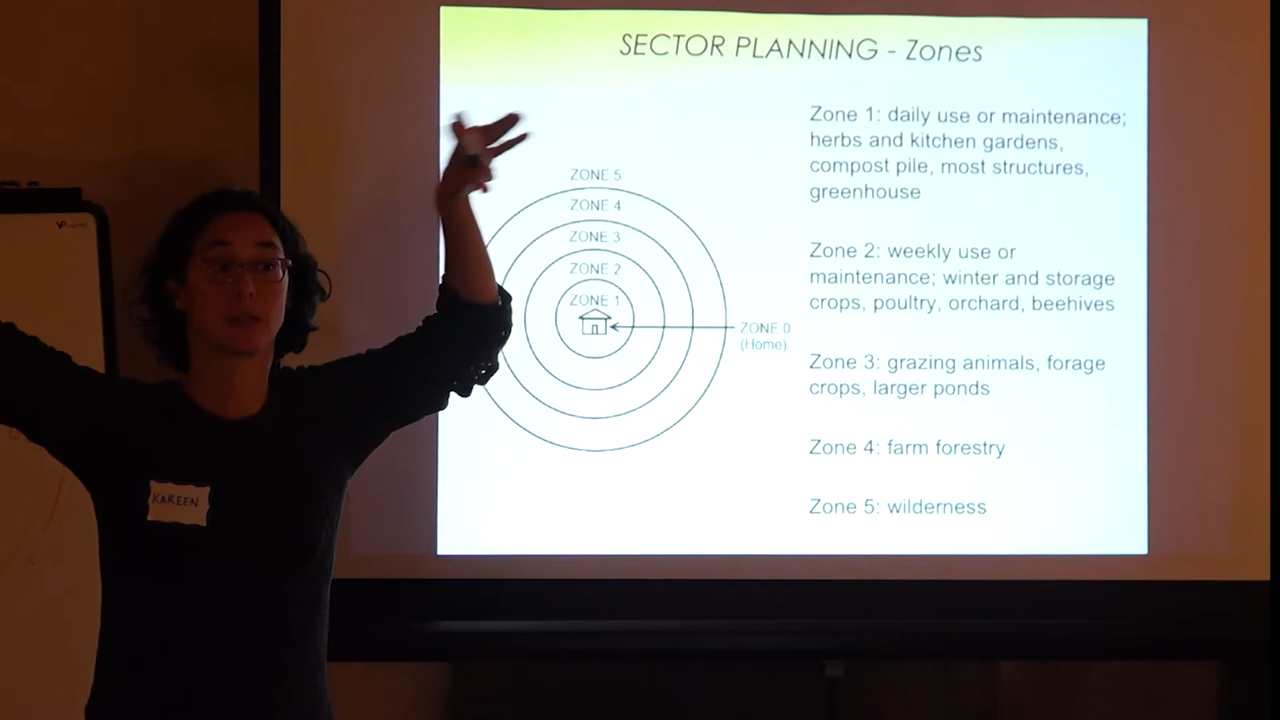 SECTOR PLANNING - Zones
Zone 1: daily use or maintenance;
herbs and kitchen gardens,
compost pile, most structures,
greenhouse
Zone 2: weekly use or
maintenance; winter and storage
crops, poultry, orchard, beehives
Zone 3: grazing animals, forage
crops, larger ponds
Zone 4: farm forestry
Zone 5: wilderness
ZONE 5
ZONE 4
ZONE 3
ZONE 2
ZONE 1
ZONE 0
(Home)
KAREEN